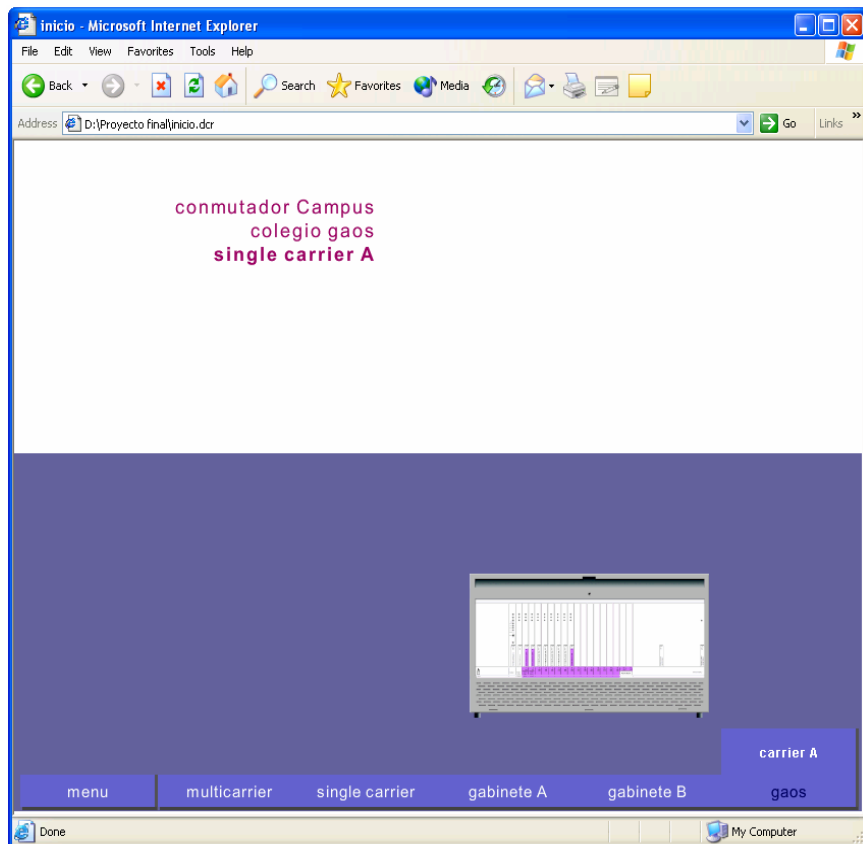 inicio - Microsoft Internet Explorer
File Edit View Favorites Tools Help
Back Search Favorites Media
Address D:\Proyecto final\inicio.dcr Go Links »
conmutador Campus
colegio gaos
single carrier A
carrier A
menu multicarrier single carrier gabinete A gabinete B gaos
Done My Computer